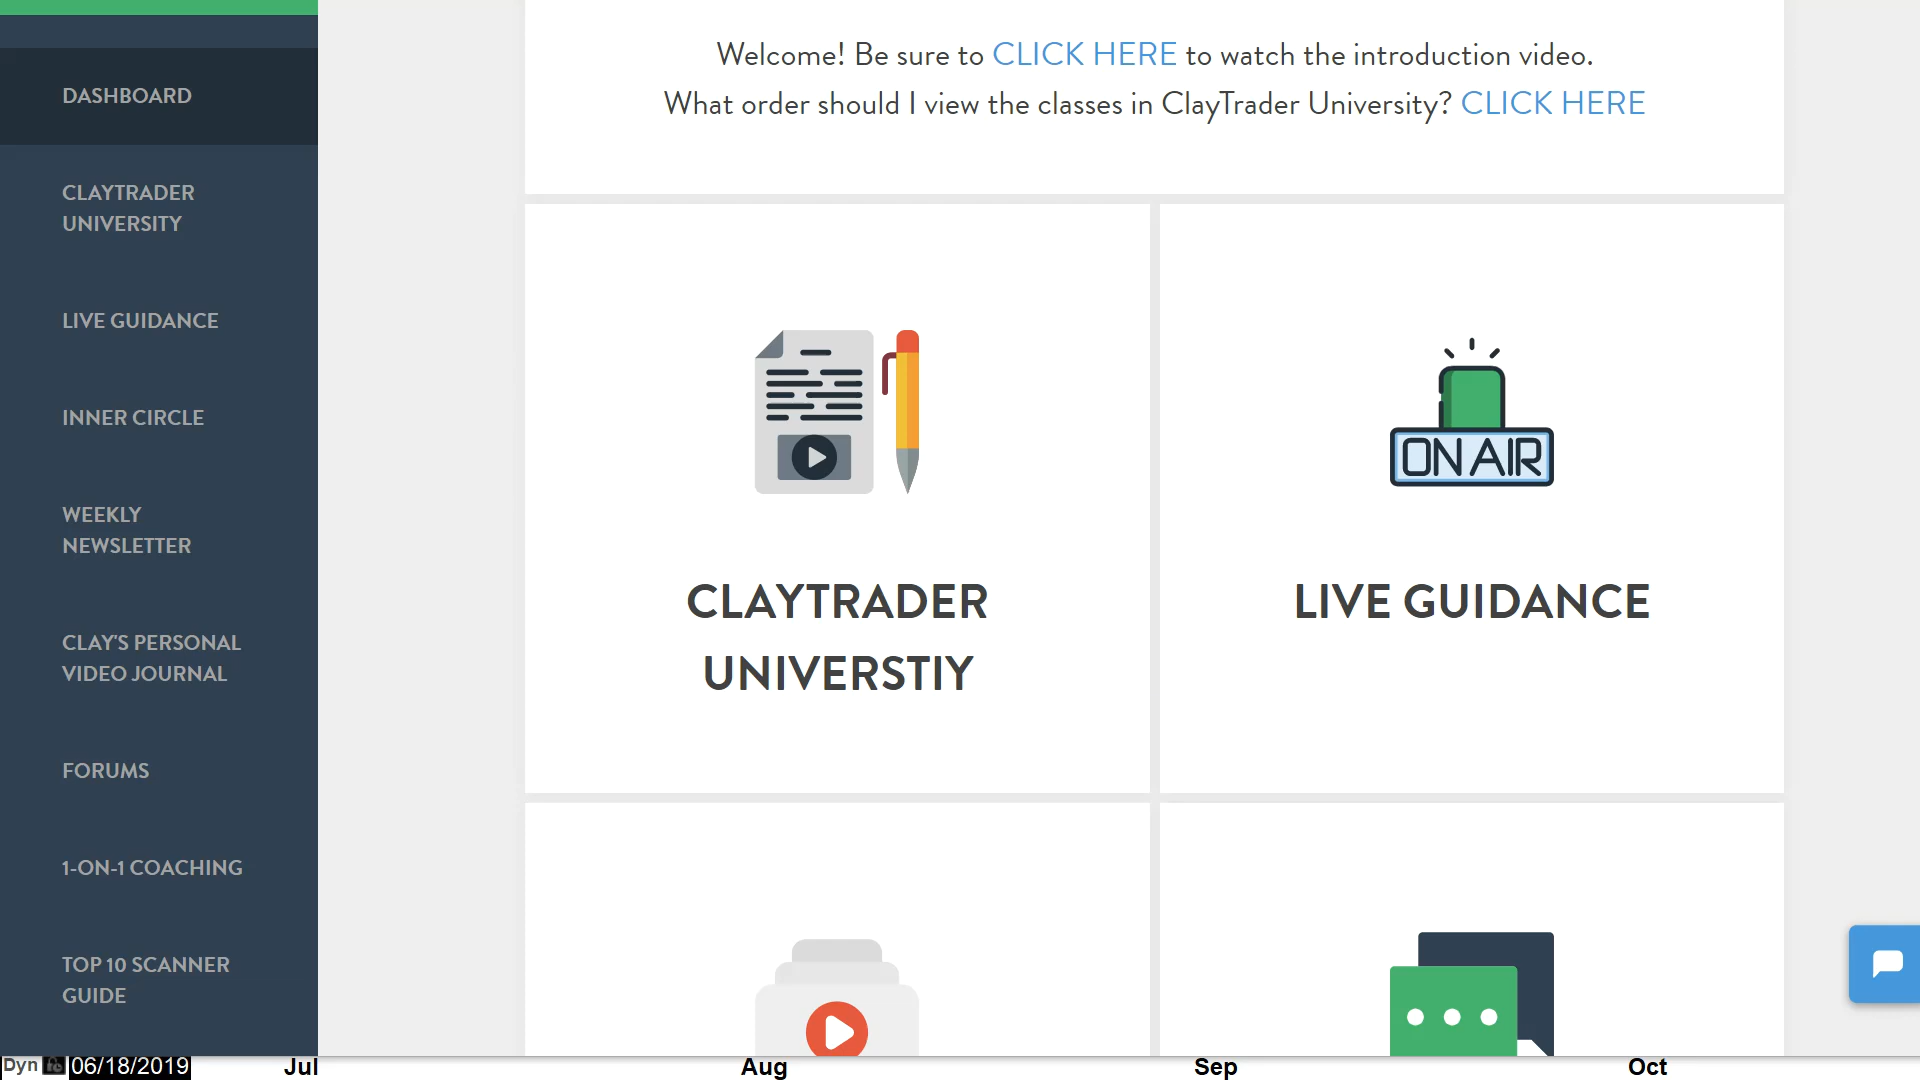 Welcome! Be sure to CLICK HERE to watch the introduction video.
What order should I view the classes in ClayTrader University? CLICK HERE
DASHBOARD
CLAYTRADER
UNIVERSITY
LIVE GUIDANCE
INNER CIRCLE
WEEKLY
NEWSLETTER
CLAY'S PERSONAL
VIDEO JOURNAL
FORUMS
1-ON-1 COACHING
TOP 10 SCANNER
GUIDE
ON AIR
CLAYTRADER
UNIVERSTIY
LIVE GUIDANCE
Dyn 06/18/2019 Jul Aug Sep Oct